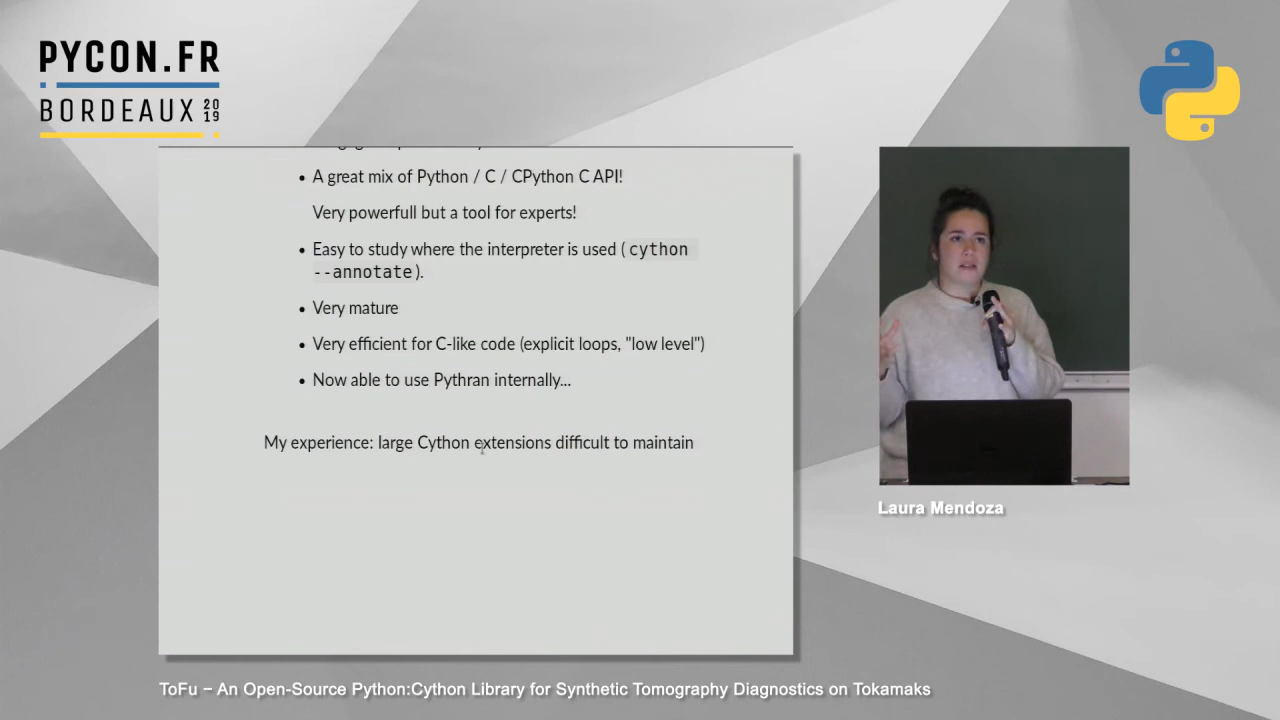 PYCON.FR
BORDEAUX 2019
• A great mix of Python / C / CPython C API!
Very powerfull but a tool for experts!
• Easy to study where the interpreter is used ( cython
--annotate ).
• Very mature
• Very efficient for C-like code (explicit loops, "low level")
• Now able to use Pythran internally...
My experience: large Cython extensions difficult to maintain
Laura Mendoza
ToFu – An Open-Source Python:Cython Library for Synthetic Tomography Diagnostics on Tokamaks